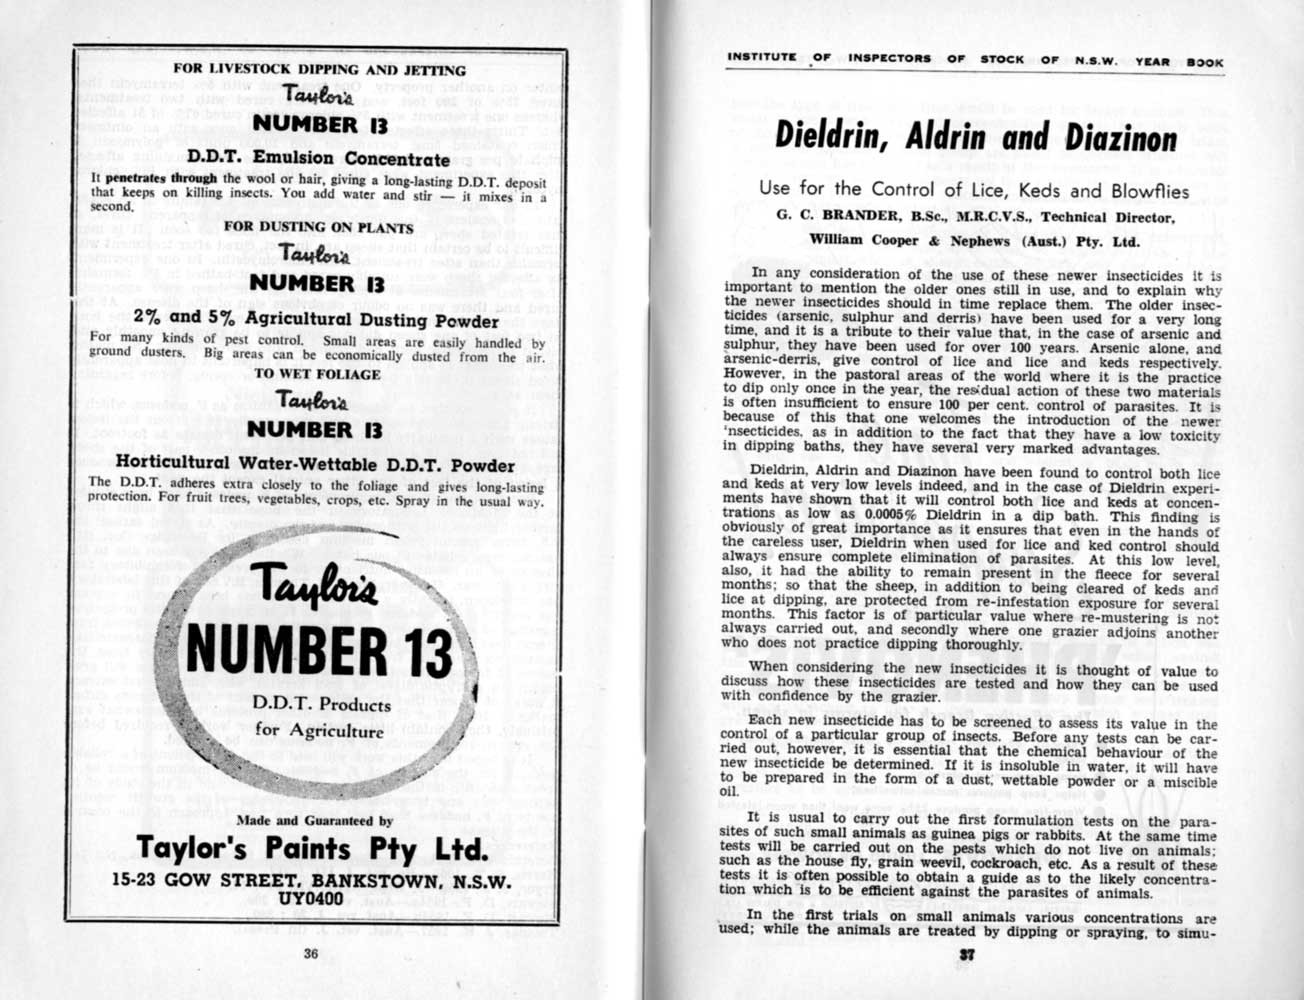 FOR LIVESTOCK DIPPING AND JETTING
Taylor's
NUMBER 13
D.D.T. Emulsion Concentrate
It penetrates through the wool or hair, giving a long-lasting D.D.T. deposit
that keeps on killing insects. You add water and stir — it mixes in a
second.
FOR DUSTING ON PLANTS
Taylor's
NUMBER 13
2% and 5% Agricultural Dusting Powder
For many kinds of pest control. Small areas are easily handled by
ground dusters. Big areas can be economically dusted from the air.
TO WET FOLIAGE
Taylor's
NUMBER 13
Horticultural Water-Wettable D.D.T. Powder
The D.D.T. adheres extra closely to the foliage and gives long-lasting
protection. For fruit trees, vegetables, crops, etc. Spray in the usual way.
Taylor's
NUMBER 13
D.D.T. Products
for Agriculture
Made and Guaranteed by
Taylor's Paints Pty Ltd.
15-23 GOW STREET, BANKSTOWN, N.S.W.
UY0400
36
INSTITUTE OF INSPECTORS OF STOCK OF N.S.W. YEAR BOOK
Dieldrin, Aldrin and Diazinon
Use for the Control of Lice, Keds and Blowflies
G. C. BRANDER, B.Sc., M.R.C.V.S., Technical Director,
William Cooper & Nephews (Aust.) Pty. Ltd.
In any consideration of the use of these newer insecticides it is
important to mention the older ones still in use, and to explain why
the newer insecticides should in time replace them. The older insec-
ticides (arsenic, sulphur and derris) have been used for a very long
time, and it is a tribute to their value that, in the case of arsenic and
sulphur, they have been used for over 100 years. Arsenic alone, and
arsenic-derris, give control of lice and lice and keds respectively.
However, in the pastoral areas of the world where it is the practice
to dip only once in the year, the residual action of these two materials
is often insufficient to ensure 100 per cent. control of parasites. It is
because of this that one welcomes the introduction of the newer
'nsecticides, as in addition to the fact that they have a low toxicity
in dipping baths, they have several very marked advantages.
Dieldrin, Aldrin and Diazinon have been found to control both lice
and keds at very low levels indeed, and in the case of Dieldrin experi-
ments have shown that it will control both lice and keds at concen-
trations as low as 0.0005% Dieldrin in a dip bath. This finding is
obviously of great importance as it ensures that even in the hands of
the careless user, Dieldrin when used for lice and ked control should
always ensure complete elimination of parasites. At this low level,
also, it had the ability to remain present in the fleece for several
months; so that the sheep, in addition to being cleared of keds and
lice at dipping, are protected from re-infestation exposure for several
months. This factor is of particular value where re-mustering is not
always carried out, and secondly where one grazier adjoins another
who does not practice dipping thoroughly.
When considering the new insecticides it is thought of value to
discuss how these insecticides are tested and how they can be used
with confidence by the grazier.
Each new insecticide has to be screened to assess its value in the
control of a particular group of insects. Before any tests can be car-
ried out, however, it is essential that the chemical behaviour of the
new insecticide be determined. If it is insoluble in water, it will have
to be prepared in the form of a dust, wettable powder or a miscible
oil.
It is usual to carry out the first formulation tests on the para-
sites of such small animals as guinea pigs or rabbits. At the same time
tests will be carried out on the pests which do not live on animals;
such as the house fly, grain weevil, cockroach, etc. As a result of these
tests it is often possible to obtain a guide as to the likely concentra-
tion which is to be efficient against the parasites of animals.
In the first trials on small animals various concentrations are
used; while the animals are treated by dipping or spraying, to simu-
37